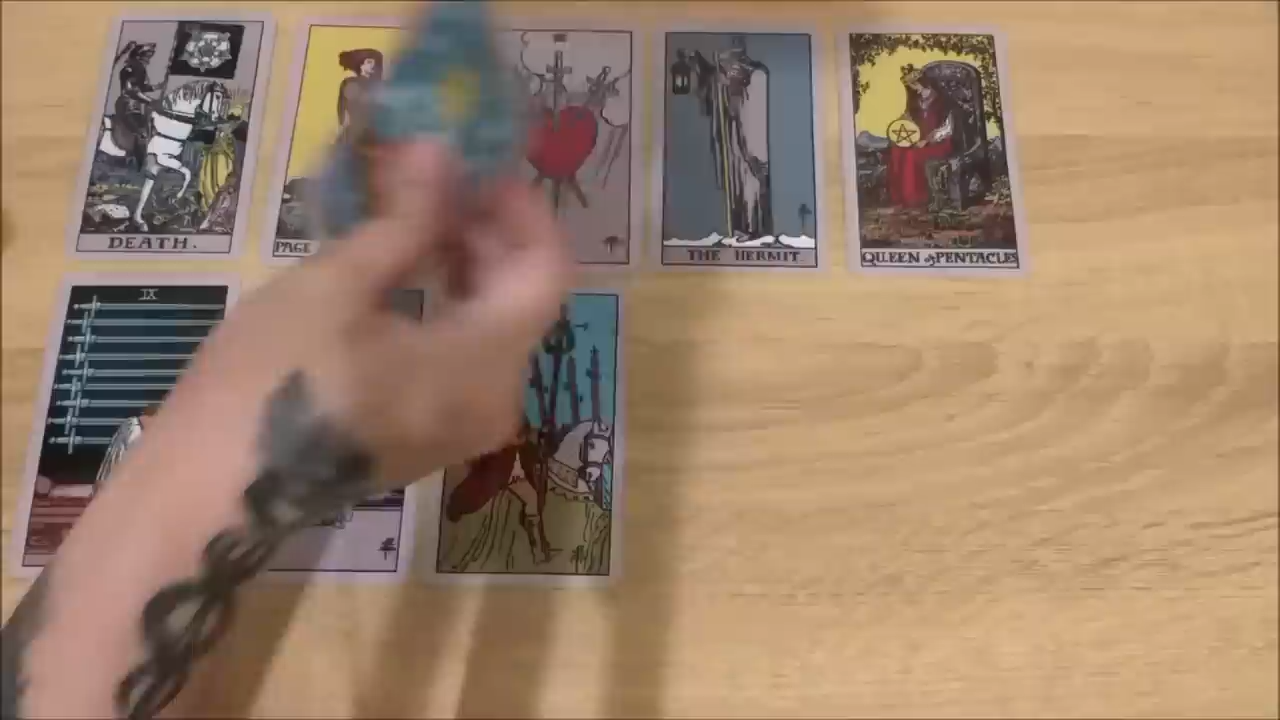 DEATH.
PAGE
THE HERMIT.
QUEEN of PENTACLES
IX